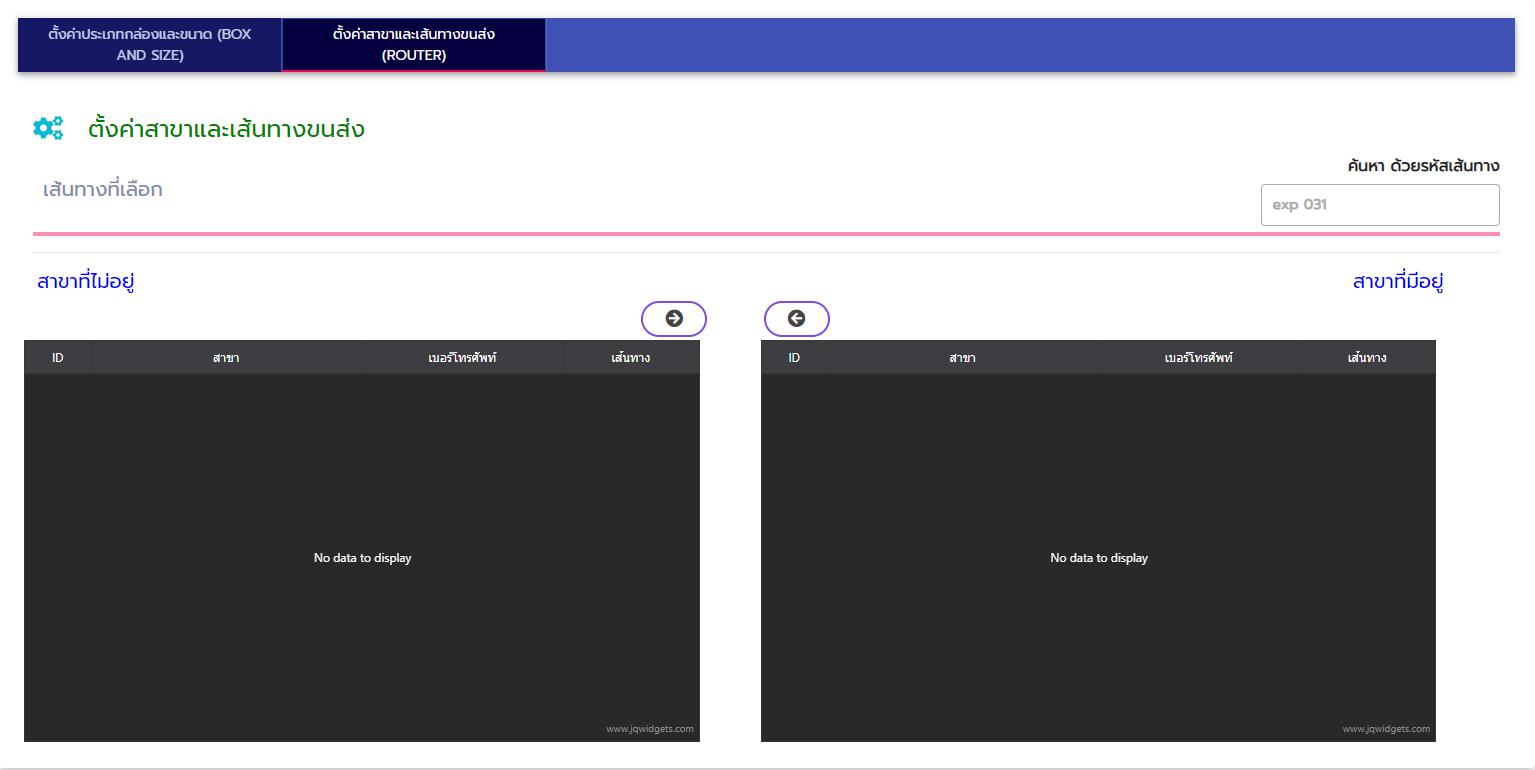 ตั้งค่าประเภทกล่องและขนาด (BOX
AND SIZE)
ตั้งค่าสาขาและเส้นทางขนส่ง
(ROUTER)
ตั้งค่าสาขาและเส้นทางขนส่ง
ค้นหา ด้วยรหัสเส้นทาง
เส้นทางที่เลือก
exp 031
สาขาที่ไม่อยู่
สาขาที่มีอยู่
ID สาขา เบอร์โทรศัพท์ เส้นทาง
No data to display
www.jqwidgets.com
ID สาขา เบอร์โทรศัพท์ เส้นทาง
No data to display
www.jqwidgets.com